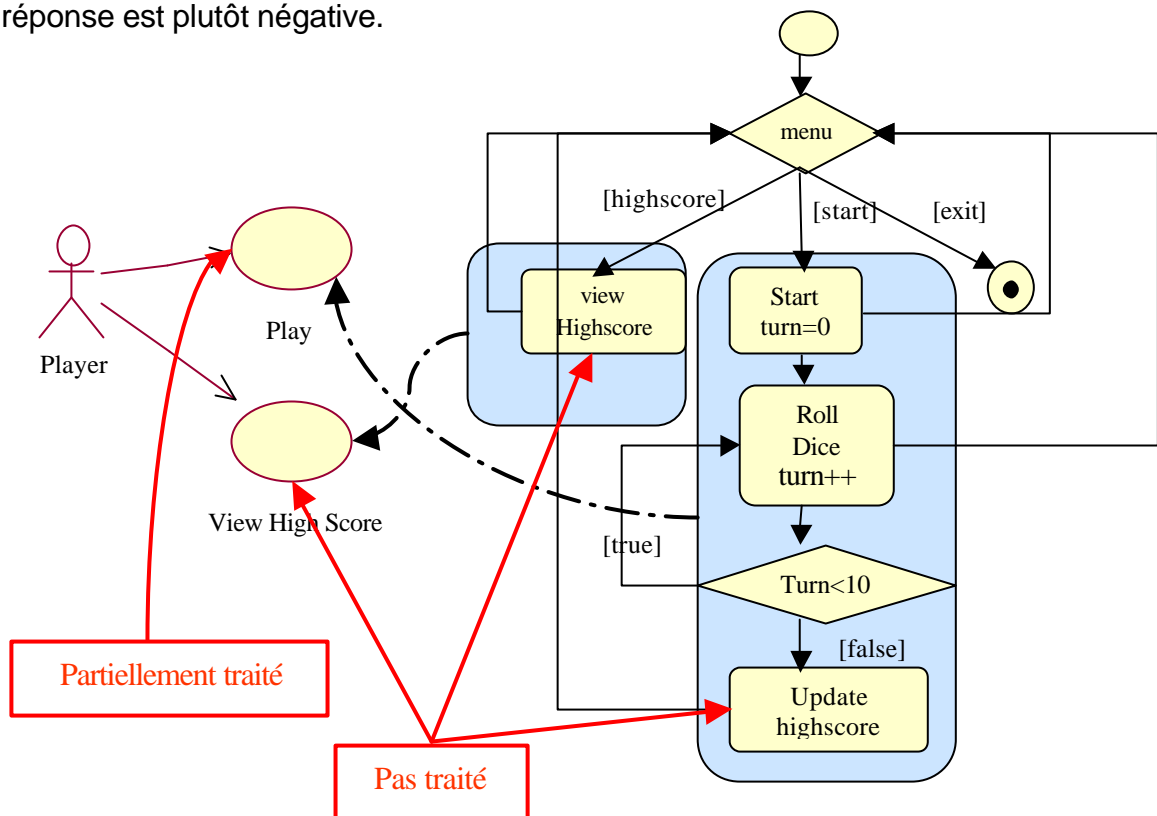 réponse est plutôt négative.
menu
[highscore]
[start]
[exit]
view
Highscore
Start
turn=0
Play
Player
Roll
Dice
turn++
View High Score
[true]
Turn<10
[false]
Partiellement traité
Update
highscore
Pas traité